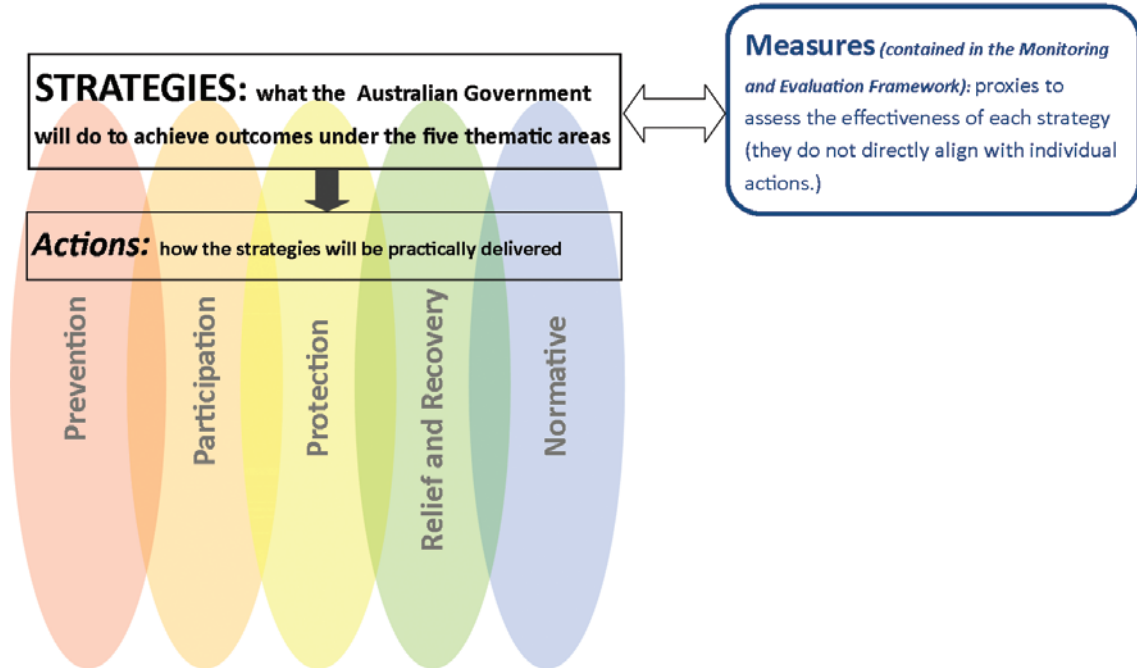 STRATEGIES: what the Australian Government
will do to achieve outcomes under the five thematic areas
Actions: how the strategies will be practically delivered
Prevention
Participation
Protection
Relief and Recovery
Normative
Measures (contained in the Monitoring
and Evaluation Framework): proxies to
assess the effectiveness of each strategy
(they do not directly align with individual
actions.)